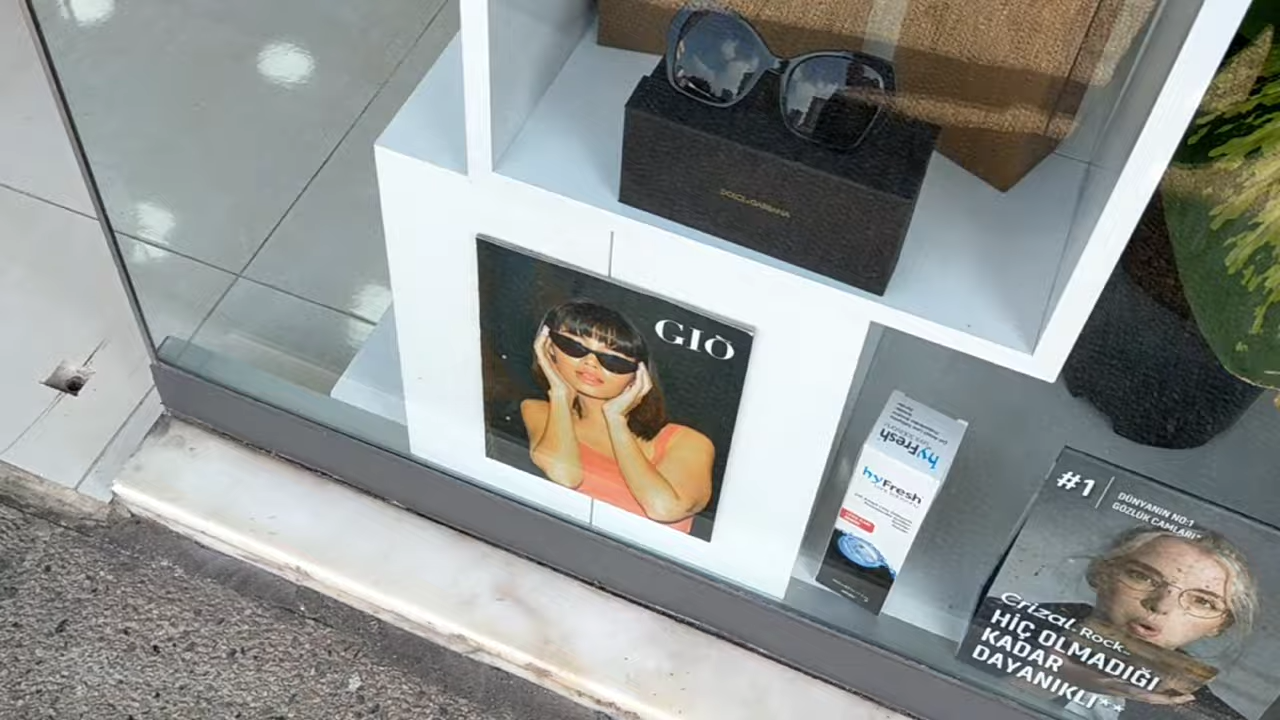 DOLCE & GABBANA
GIÒ
hyFresh
hyFresh
#1
DÜNYANIN NO:1
GÖZLÜK CAMLARI*
Crizal Rock
HİÇ OLMADIĞI
KADAR
DAYANIKLI**